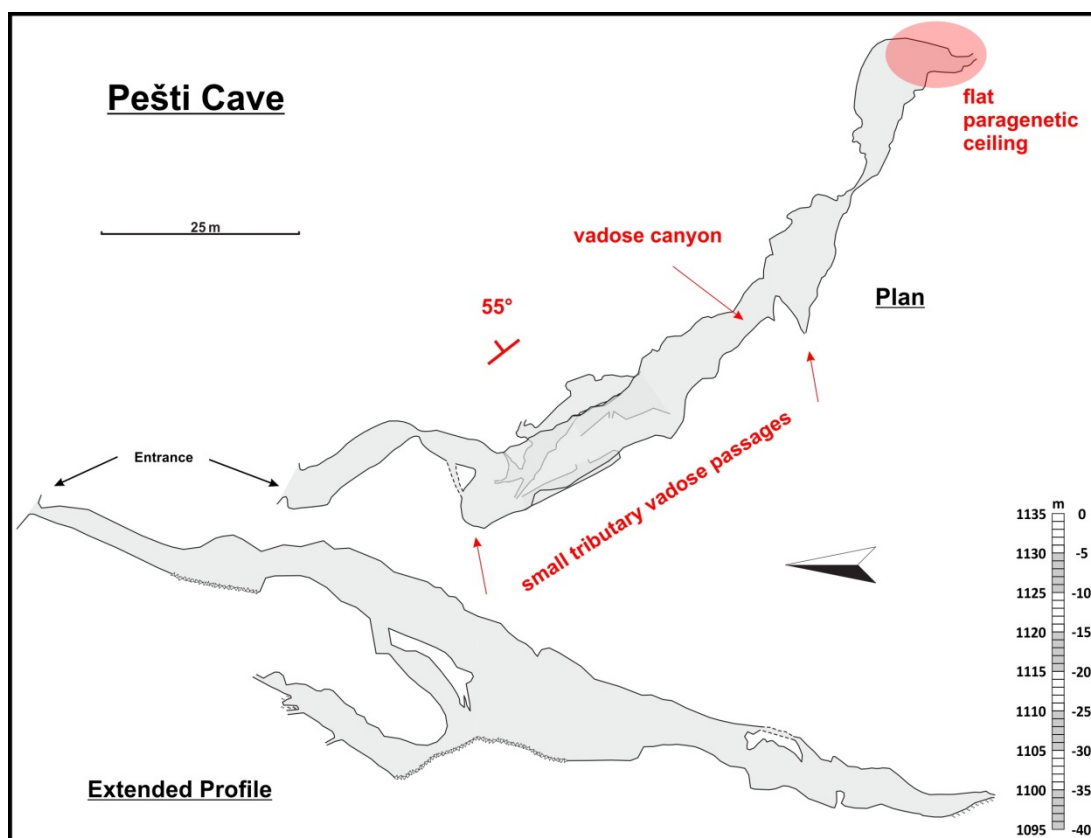 Pešti Cave
flat
paragenetic
ceiling
25 m
vadose canyon
Plan
55°
Entrance
small tributary vadose passages
m
1135 0
1130 -5
1125 -10
1120 -15
1115 -20
1110 -25
1105 -30
1100 -35
1095 -40
Extended Profile